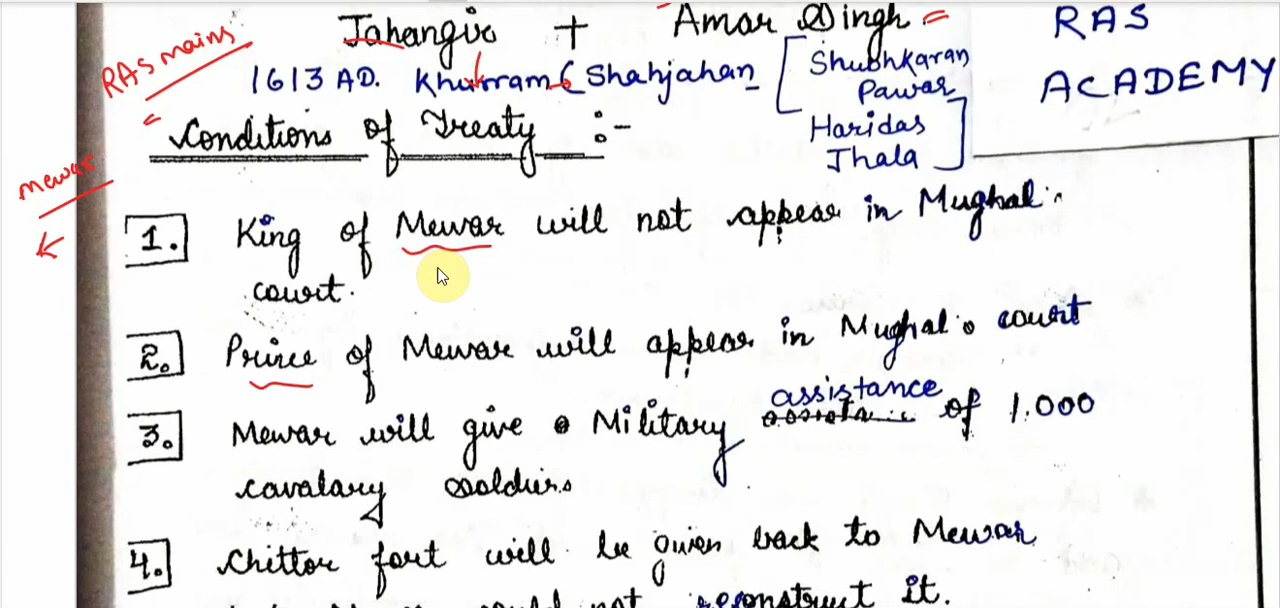 Jahangir + Amar Singh =
RAS
ACADEMY
RAS mains
1613 AD. Khurram ( Shahjahan
Shubhkaran
Pawar
Haridas
Jhala
Conditions of Treaty :-
Mewar
1. King of Mewar will not appear in Mughal
court.
2. Prince of Mewar will appear in Mughal court
3. Mewar will give a Military assistance of 1.000
cavalary soldiers
4. Chittor fort will be given back to Mewar
not reconstruct it.